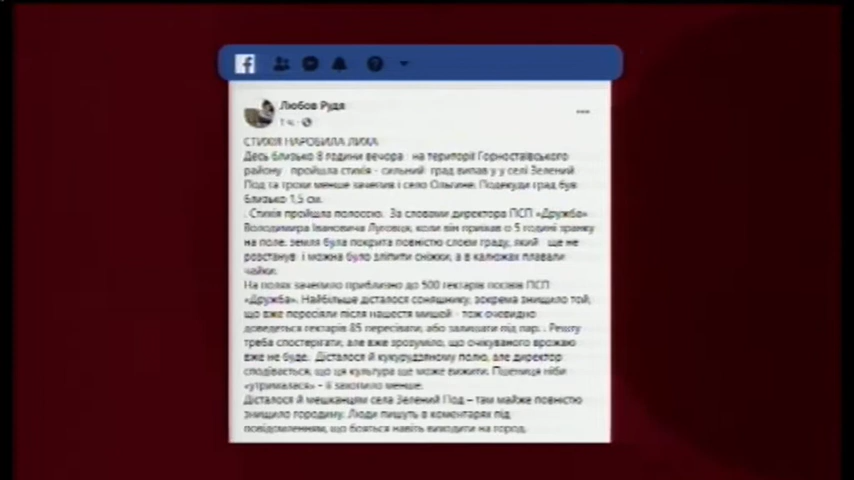 Любов Рудя
1 ч. ·
СТИХІЯ НАРОБИЛА ЛИХА
Десь близько 8 години вечора на території Горностаївського
району пройшла стихія - сильний град випав у у селі Зелений
Под та трохи менше зачепив і село Ольгине. Подекуди град був
близько 1,5 см.
. Стихія пройшла полосою. За словами директора ПСП «Дружба»
Володимира Івановича Луговця, коли він приїхав о 5 годині зранку
на поле, земля була покрита повністю слоєм граду, який ще не
розстанув і можна було зліпити сніжки, а в калюжах плавали
чайки.
На полях зачепило приблизно до 500 гектарів посівів ПСП
«Дружба». Найбільше дісталося соняшнику, зокрема знищило той,
що вже пересіяли після нашестя мишей - тож очевидно
доведеться гектарів 85 пересівати, або залишати під пар. . Решту
треба спостерігати, але вже зрозуміло, що очікуваного врожаю
вже не буде. Дісталося й кукурудзяному полю, але директор
сподівається, що ця культура ще може вижити. Пшениця ніби
«утрималася» - її захопило менше.
Дісталося й мешканцям села Зелений Под – там майже повністю
знищило городину. Люди пишуть в коментарях під
повідомленням, що бояться навіть виходити на город.